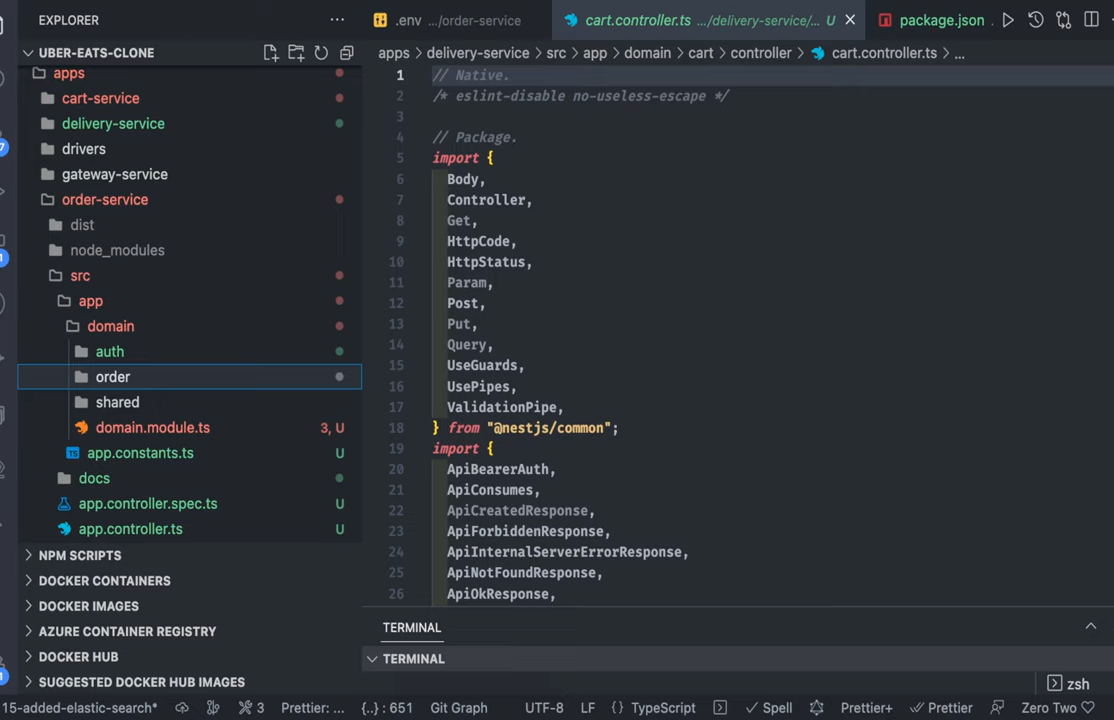 EXPLORER
UBER-EATS-CLONE
apps
cart-service
delivery-service
drivers
gateway-service
order-service
dist
node_modules
src
app
domain
auth
order
shared
domain.module.ts 3, U
app.constants.ts U
docs
app.controller.spec.ts U
app.controller.ts U
NPM SCRIPTS
DOCKER CONTAINERS
DOCKER IMAGES
AZURE CONTAINER REGISTRY
DOCKER HUB
SUGGESTED DOCKER HUB IMAGES
.env .../order-service cart.controller.ts .../delivery-service/... U package.json
apps > delivery-service > src > app > domain > cart > controller > cart.controller.ts > ...
1 // Native.
2 /* eslint-disable no-useless-escape */
3
4 // Package.
5 import {
6 Body,
7 Controller,
8 Get,
9 HttpCode,
10 HttpStatus,
11 Param,
12 Post,
13 Put,
14 Query,
15 UseGuards,
16 UsePipes,
17 ValidationPipe,
18 } from "@nestjs/common";
19 import {
20 ApiBearerAuth,
21 ApiConsumes,
22 ApiCreatedResponse,
23 ApiForbiddenResponse,
24 ApiInternalServerErrorResponse,
25 ApiNotFoundResponse,
26 ApiOkResponse,
TERMINAL
TERMINAL
zsh
15-added-elastic-search* 3 Prettier: ... {..} : 651 Git Graph UTF-8 LF {} TypeScript Spell Prettier+ Prettier Zero Two